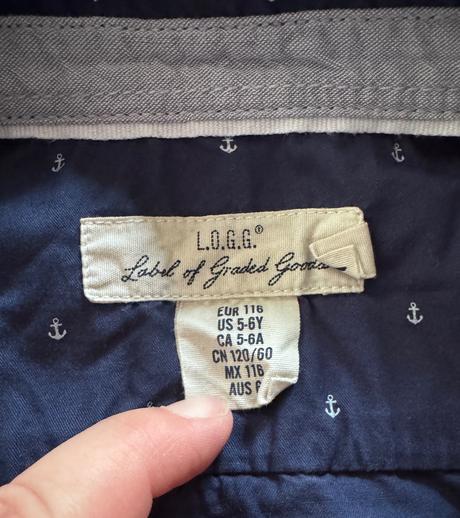 L.O.G.G.®
Label of Graded Goods
EUR 116
US 5-6Y
CA 5-6A
CN 120/60
MX 116
AUS 6